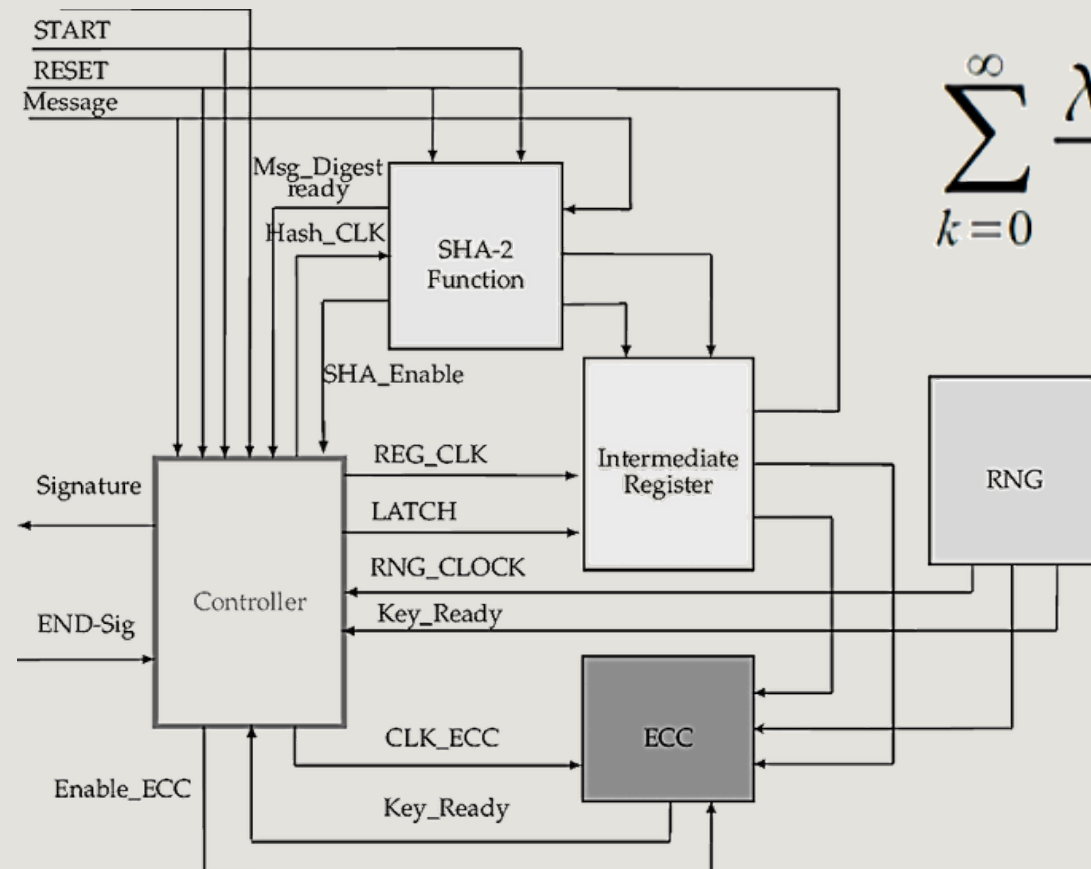 START
RESET
Message
Msg_Digest
ready
Hash_CLK
SHA-2
Function
SHA_Enable
∞
∑ λ
k=0
REG_CLK
Intermediate
Register
RNG
Signature
LATCH
RNG_CLOCK
Controller
Key_Ready
END-Sig
CLK_ECC
ECC
Enable_ECC
Key_Ready